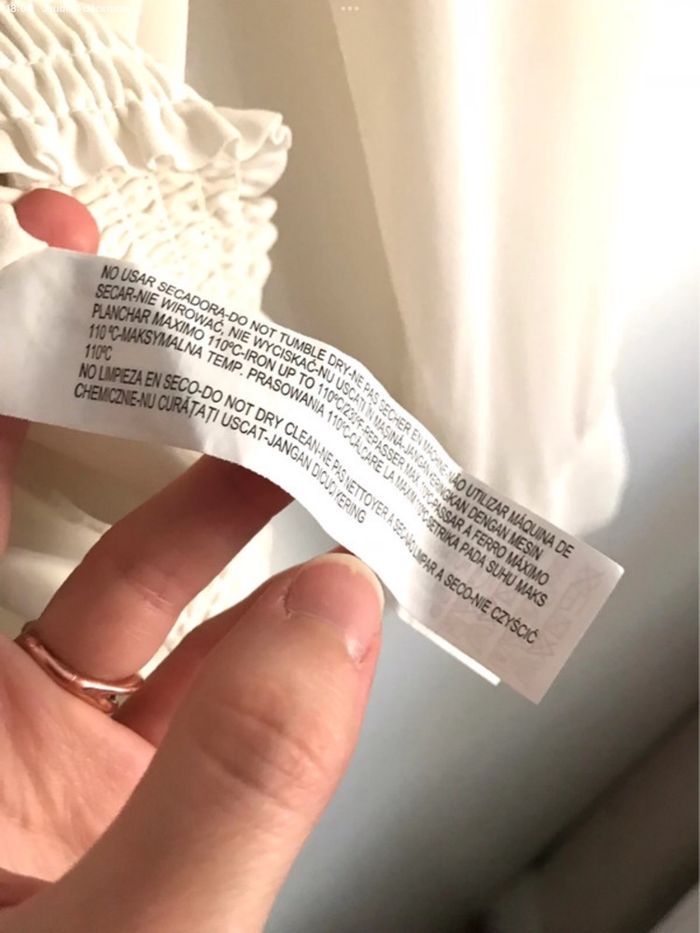 NO USAR SECADORA-DO NOT TUMBLE DRY-NE PAS SECHER EN MACHINE-NÃO UTILIZAR MÁQUINA DE
SECAR-NIE WIROWAĆ, NIE WYCISKAĆ-NU USCAȚI ÎN MAȘINĂ-JANGAN KERINGKAN DENGAN MESIN
PLANCHAR MAXIMO 110ºC-IRON UP TO 110ºC/230ºF-REPASSER MAX. 110ºC-PASSAR A FERRO MÁXIMO
110 ºC-MAKSYMALNA TEMP. PRASOWANIA 110ºC-CĂLCARE LA MAXIM 110ºC-SETRIKA PADA SUHU MAKS
110ºC
NO LIMPIEZA EN SECO-DO NOT DRY CLEAN-NE PAS NETTOYER A SEC-NÃO LIMPAR A SECO-NIE CZYŚCIĆ
CHEMICZNIE-NU CURĂȚAȚI USCAT-JANGAN DICUCI KERING